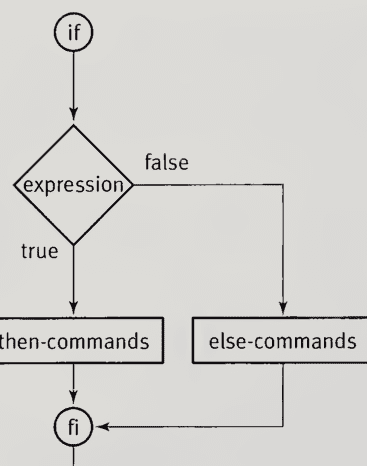 if
false
expression
true
then-commands
else-commands
fi